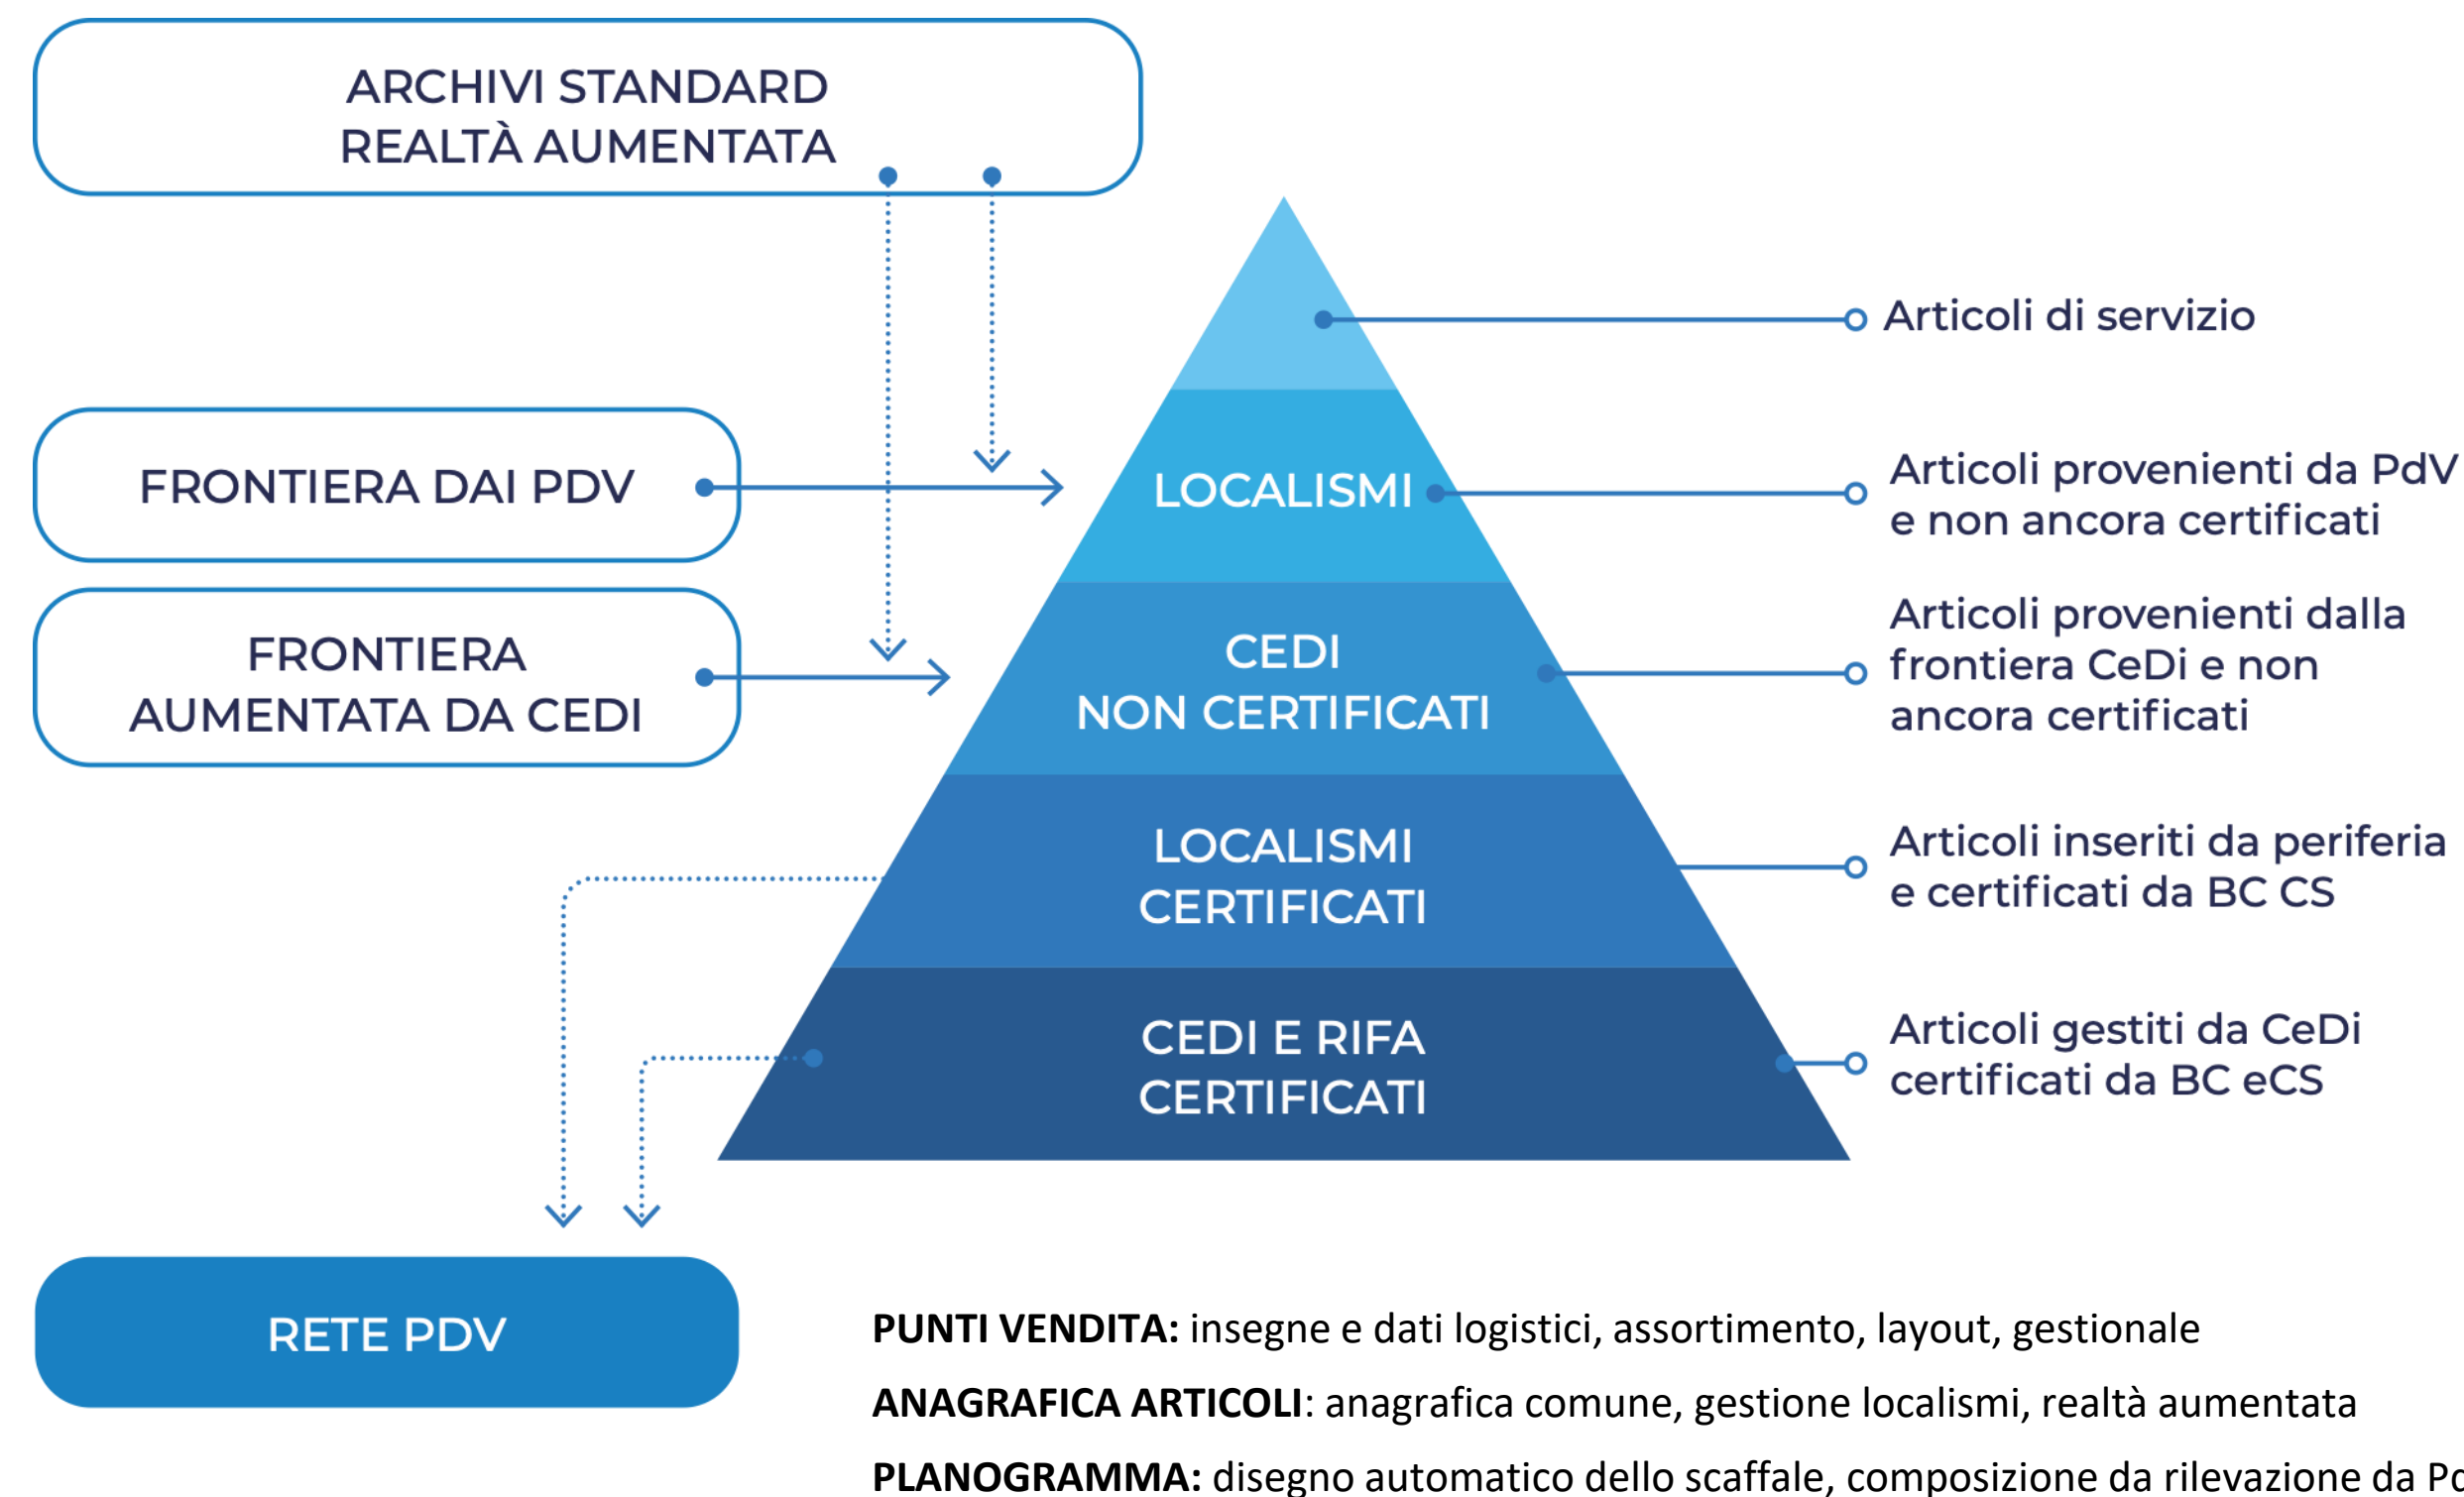 ARCHIVI STANDARD
REALTÀ AUMENTATA
Articoli di servizio
FRONTIERA DAI PDV
LOCALISMI
Articoli provenienti da PdV
e non ancora certificati
FRONTIERA
AUMENTATA DA CEDI
CEDI
NON CERTIFICATI
Articoli provenienti dalla
frontiera CeDi e non
ancora certificati
LOCALISMI
CERTIFICATI
Articoli inseriti da periferia
e certificati da BC CS
CEDI E RIFA
CERTIFICATI
Articoli gestiti da CeDi
certificati da BC eCS
RETE PDV
PUNTI VENDITA: insegne e dati logistici, assortimento, layout, gestionale
ANAGRAFICA ARTICOLI: anagrafica comune, gestione localismi, realtà aumentata
PLANOGRAMMA: disegno automatico dello scaffale, composizione da rilevazione da